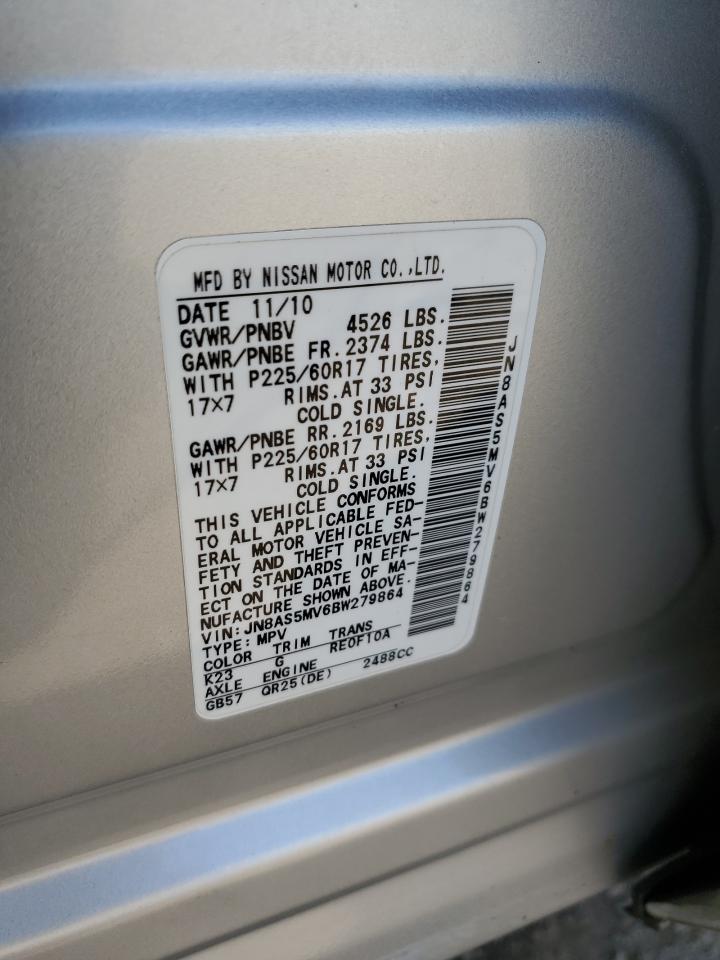 MFD BY NISSAN MOTOR CO.,LTD.
DATE 11/10
GVWR/PNBV 4526 LBS.
GAWR/PNBE FR. 2374 LBS.
WITH P225/60R17 TIRES,
17×7 RIMS.AT 33 PSI
COLD SINGLE.
GAWR/PNBE RR. 2169 LBS.
WITH P225/60R17 TIRES,
17×7 RIMS.AT 33 PSI
COLD SINGLE.
THIS VEHICLE CONFORMS
TO ALL APPLICABLE FED-
ERAL MOTOR VEHICLE SA-
FETY AND THEFT PREVEN-
TION STANDARDS IN EFF-
ECT ON THE DATE OF MA-
NUFACTURE SHOWN ABOVE.
VIN: JN8AS5MV6BW279864
TYPE: MPV
COLOR TRIM TRANS
K23 G RE0F10A
AXLE ENGINE
GB57 QR25(DE) 2488CC
JN8AS5MV6BW279864